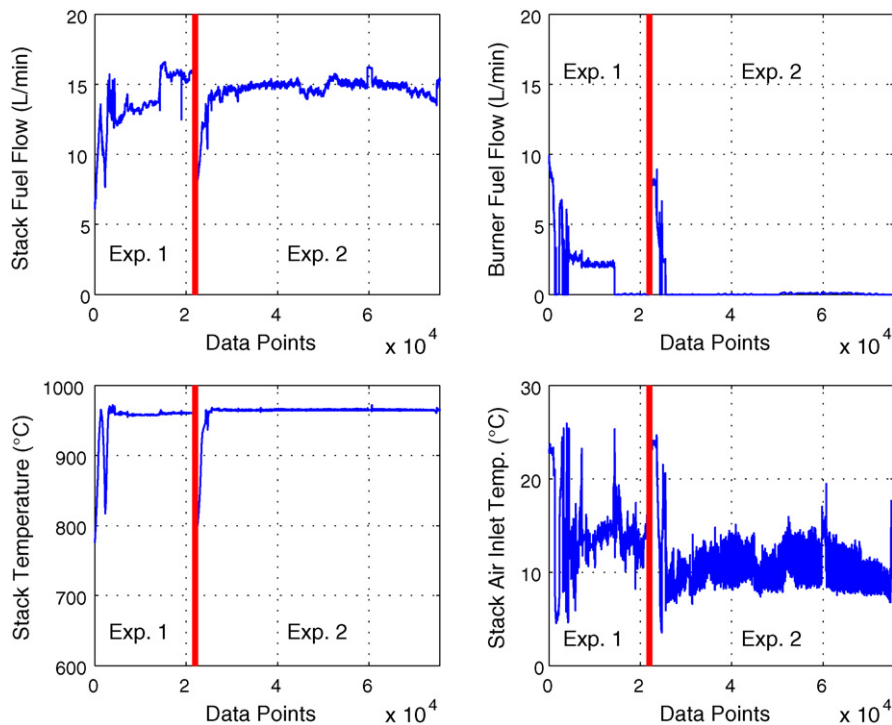 20
15
10
5
0
Stack Fuel Flow (L/min)
Exp. 1
Exp. 2
0
2
4
6
Data Points
x 10^4
20
15
10
5
0
Burner Fuel Flow (L/min)
Exp. 1
Exp. 2
0
2
4
6
Data Points
x 10^4
1000
900
800
700
600
Stack Temperature (°C)
Exp. 1
Exp. 2
0
2
4
6
Data Points
x 10^4
30
20
10
0
Stack Air Inlet Temp. (°C)
Exp. 1
Exp. 2
0
2
4
6
Data Points
x 10^4